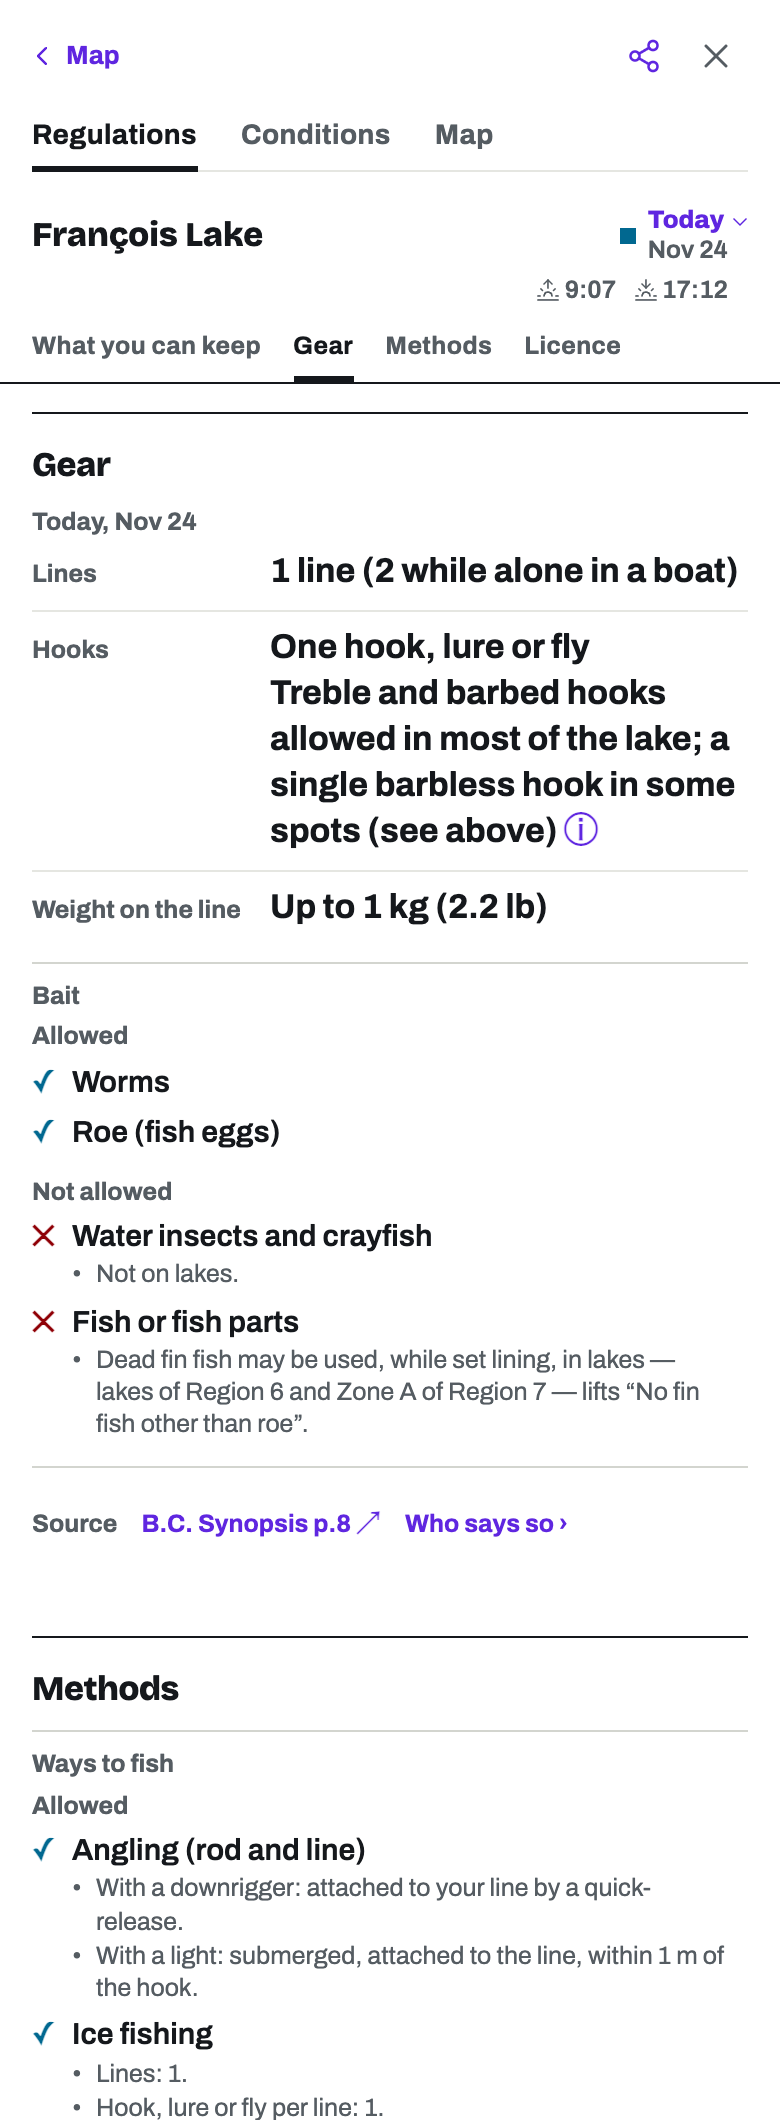 Map
Regulations Conditions Map
François Lake
Today
Nov 24
9:07 17:12
What you can keep Gear Methods Licence
Gear
Today, Nov 24
Lines 1 line (2 while alone in a boat)
Hooks One hook, lure or fly
Treble and barbed hooks
allowed in most of the lake; a
single barbless hook in some
spots (see above)
Weight on the line Up to 1 kg (2.2 lb)
Bait
Allowed
Worms
Roe (fish eggs)
Not allowed
Water insects and crayfish
• Not on lakes.
Fish or fish parts
• Dead fin fish may be used, while set lining, in lakes —
lakes of Region 6 and Zone A of Region 7 — lifts “No fin
fish other than roe”.
Source B.C. Synopsis p.8 Who says so ›
Methods
Ways to fish
Allowed
Angling (rod and line)
• With a downrigger: attached to your line by a quick-
release.
• With a light: submerged, attached to the line, within 1 m of
the hook.
Ice fishing
• Lines: 1.
• Hook, lure or fly per line: 1.